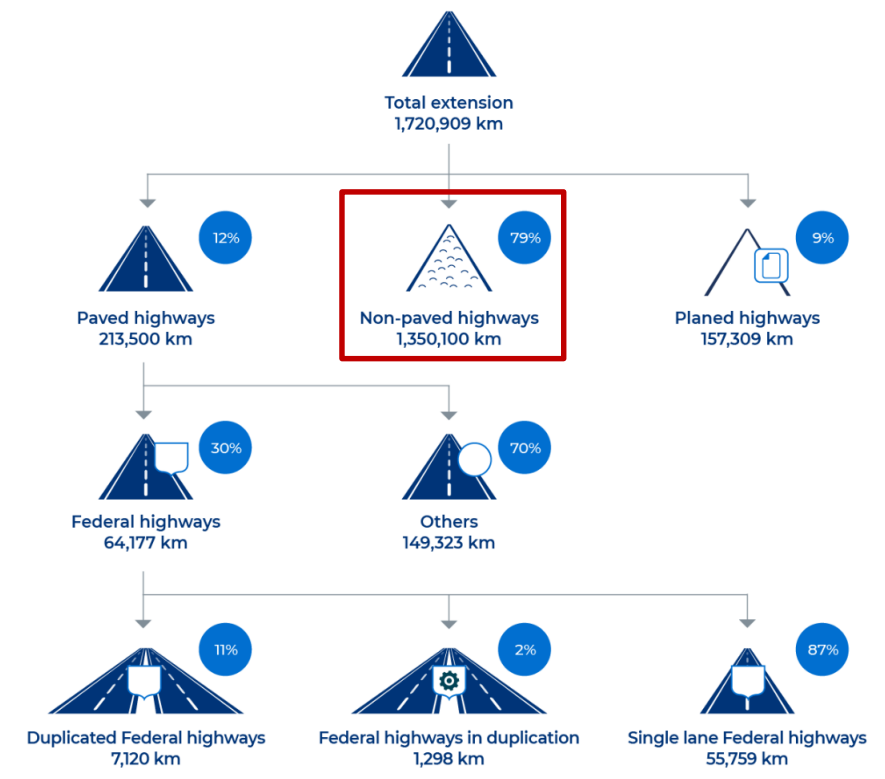 Total extension
1,720,909 km
12%
79%
9%
Paved highways
213,500 km
Non-paved highways
1,350,100 km
Planed highways
157,309 km
30%
70%
Federal highways
64,177 km
Others
149,323 km
11%
2%
87%
Duplicated Federal highways
7,120 km
Federal highways in duplication
1,298 km
Single lane Federal highways
55,759 km